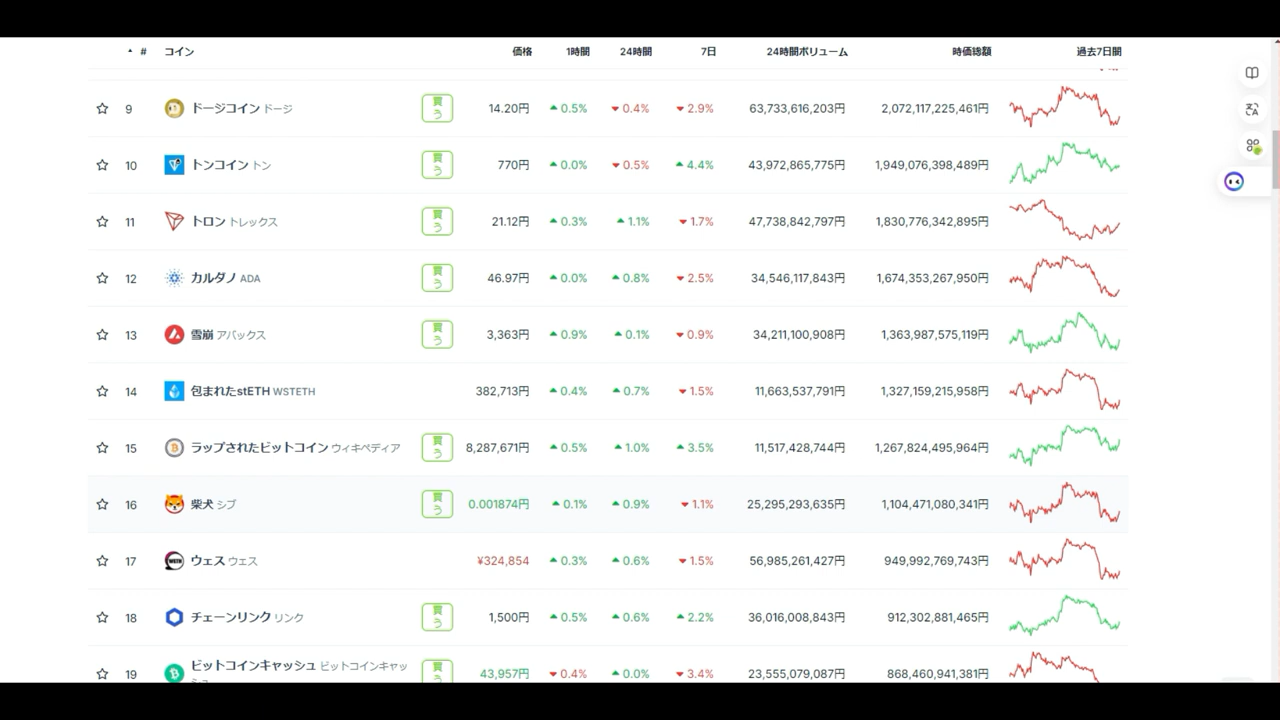 # コイン 価格 1時間 24時間 7日 24時間ボリューム 時価総額 過去7日間
9 ドージコイン ドージ 買う 14.20円 0.5% 0.4% 2.9% 63,733,616,203円 2,072,117,225,461円
10 トンコイン トン 買う 770円 0.0% 0.5% 4.4% 43,972,865,775円 1,949,076,398,489円
11 トロン トレックス 買う 21.12円 0.3% 1.1% 1.7% 47,738,842,797円 1,830,776,342,895円
12 カルダノ ADA 買う 46.97円 0.0% 0.8% 2.5% 34,546,117,843円 1,674,353,267,950円
13 雪崩 アバックス 買う 3,363円 0.9% 0.1% 0.9% 34,211,100,908円 1,363,987,575,119円
14 包まれたstETH WSTETH 382,713円 0.4% 0.7% 1.5% 11,663,537,791円 1,327,159,215,958円
15 ラップされたビットコイン ウィキペディア 買う 8,287,671円 0.5% 1.0% 3.5% 11,517,428,744円 1,267,824,495,964円
16 柴犬 シブ 買う 0.001874円 0.1% 0.9% 1.1% 25,295,293,635円 1,104,471,080,341円
17 ウェス ウェス ¥324,854 0.3% 0.6% 1.5% 56,985,261,427円 949,992,769,743円
18 チェーンリンク リンク 買う 1,500円 0.5% 0.6% 2.2% 36,016,008,843円 912,302,881,465円
19 ビットコインキャッシュ ビットコインキャッ 買う 43,957円 0.4% 0.0% 3.4% 23,555,079,087円 868,460,941,381円